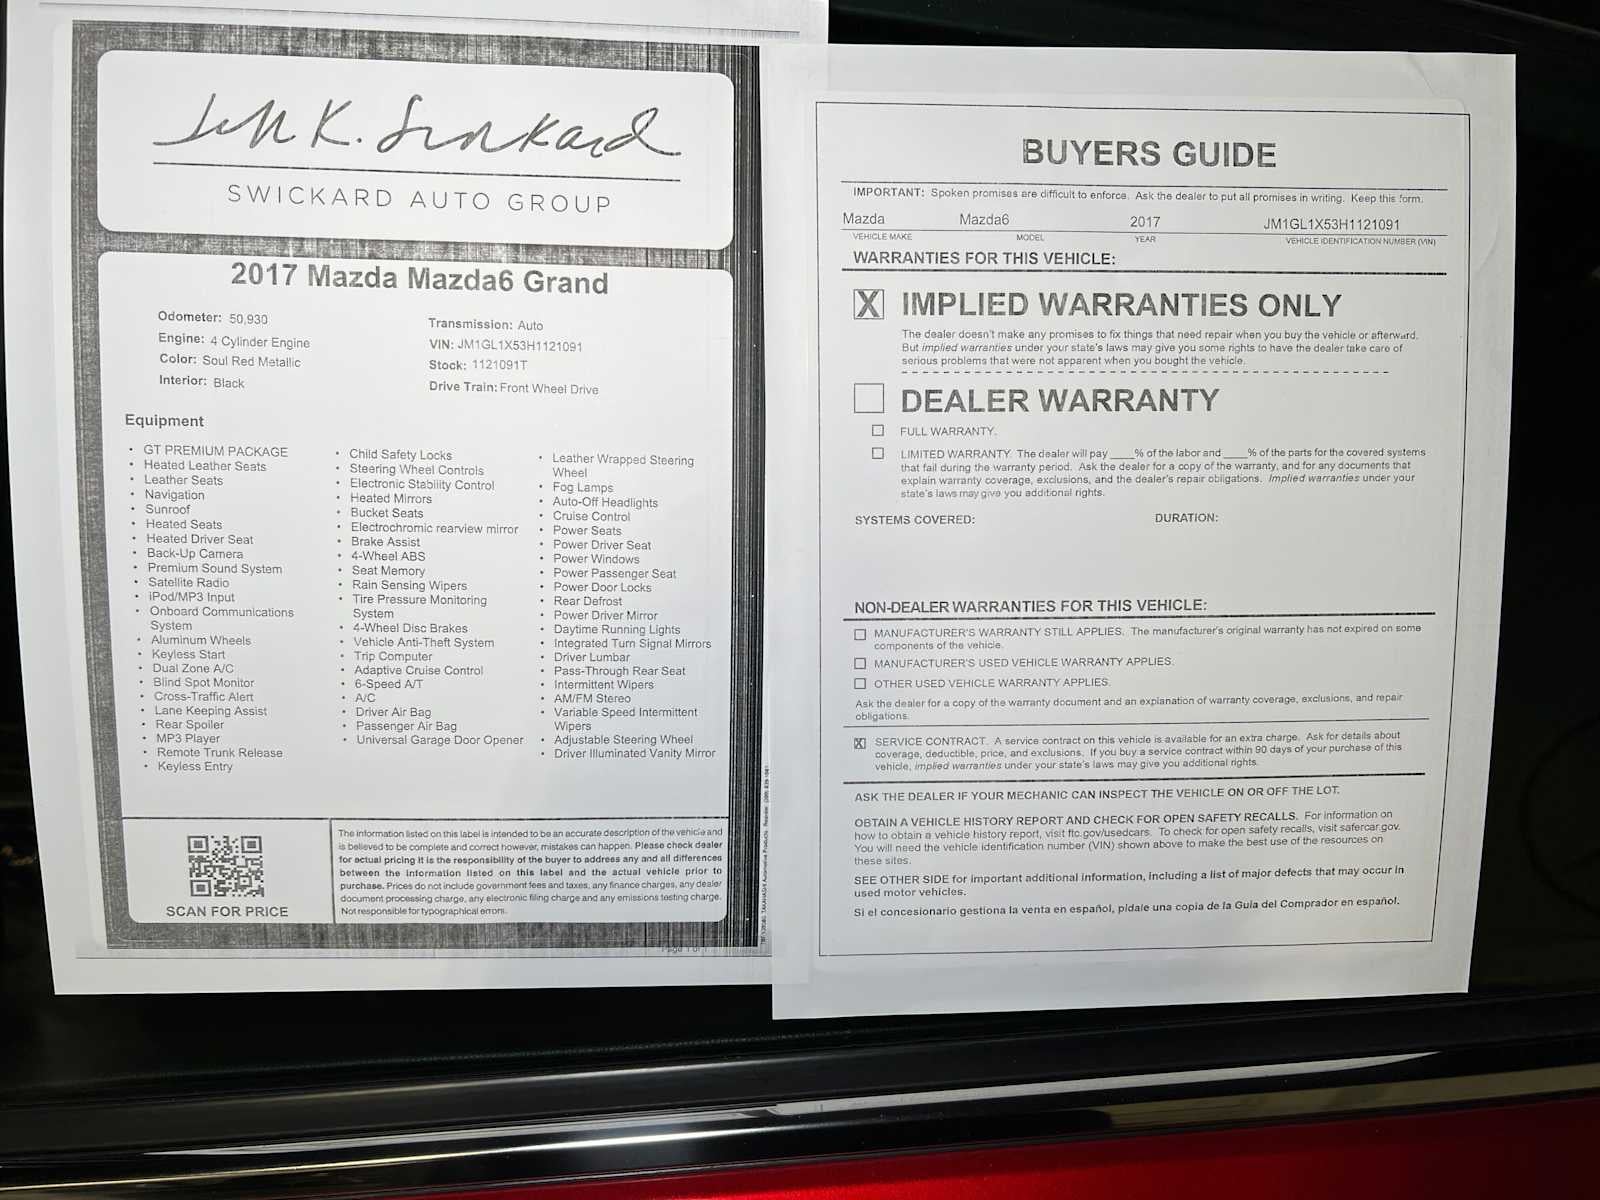 SWICKARD AUTO GROUP
2017 Mazda Mazda6 Grand
Odometer: 50,930
Engine: 4 Cylinder Engine
Color: Soul Red Metallic
Interior: Black
Transmission: Auto
VIN: JM1GL1X53H1121091
Stock: 1121091T
Drive Train: Front Wheel Drive
Equipment
• GT PREMIUM PACKAGE
• Heated Leather Seats
• Leather Seats
• Navigation
• Sunroof
• Heated Seats
• Heated Driver Seat
• Back-Up Camera
• Premium Sound System
• Satellite Radio
• iPod/MP3 Input
• Onboard Communications
System
• Aluminum Wheels
• Keyless Start
• Dual Zone A/C
• Blind Spot Monitor
• Cross-Traffic Alert
• Lane Keeping Assist
• Rear Spoiler
• MP3 Player
• Remote Trunk Release
• Keyless Entry
• Child Safety Locks
• Steering Wheel Controls
• Electronic Stability Control
• Heated Mirrors
• Bucket Seats
• Electrochromic rearview mirror
• Brake Assist
• 4-Wheel ABS
• Seat Memory
• Rain Sensing Wipers
• Tire Pressure Monitoring
System
• 4-Wheel Disc Brakes
• Vehicle Anti-Theft System
• Trip Computer
• Adaptive Cruise Control
• 6-Speed A/T
• A/C
• Driver Air Bag
• Passenger Air Bag
• Universal Garage Door Opener
• Leather Wrapped Steering
Wheel
• Fog Lamps
• Auto-Off Headlights
• Cruise Control
• Power Seats
• Power Driver Seat
• Power Windows
• Power Passenger Seat
• Power Door Locks
• Rear Defrost
• Power Driver Mirror
• Daytime Running Lights
• Integrated Turn Signal Mirrors
• Driver Lumbar
• Pass-Through Rear Seat
• Intermittent Wipers
• AM/FM Stereo
• Variable Speed Intermittent
Wipers
• Adjustable Steering Wheel
• Driver Illuminated Vanity Mirror
SCAN FOR PRICE
The information listed on this label is intended to be an accurate description of the vehicle and
is believed to be complete and correct however, mistakes can happen. Please check dealer
for actual pricing it is the responsibility of the buyer to address any and all differences
between the information listed on this label and the actual vehicle prior to
purchase. Prices do not include government fees and taxes, any finance charges, any dealer
document processing charge, any electronic filing charge and any emissions testing charge.
Not responsible for typographical errors.
Page 1 of 1
BUYERS GUIDE
IMPORTANT: Spoken promises are difficult to enforce. Ask the dealer to put all promises in writing. Keep this form.
Mazda Mazda6 2017 JM1GL1X53H1121091
VEHICLE MAKE MODEL YEAR VEHICLE IDENTIFICATION NUMBER (VIN)
WARRANTIES FOR THIS VEHICLE:
X IMPLIED WARRANTIES ONLY
The dealer doesn't make any promises to fix things that need repair when you buy the vehicle or afterward.
But implied warranties under your state's laws may give you some rights to have the dealer take care of
serious problems that were not apparent when you bought the vehicle.
DEALER WARRANTY
FULL WARRANTY.
LIMITED WARRANTY. The dealer will pay ____% of the labor and ____% of the parts for the covered systems
that fail during the warranty period. Ask the dealer for a copy of the warranty, and for any documents that
explain warranty coverage, exclusions, and the dealer's repair obligations. Implied warranties under your
state's laws may give you additional rights.
SYSTEMS COVERED: DURATION:
NON-DEALER WARRANTIES FOR THIS VEHICLE:
MANUFACTURER'S WARRANTY STILL APPLIES. The manufacturer's original warranty has not expired on some
components of the vehicle.
MANUFACTURER'S USED VEHICLE WARRANTY APPLIES.
OTHER USED VEHICLE WARRANTY APPLIES.
Ask the dealer for a copy of the warranty document and an explanation of warranty coverage, exclusions, and repair
obligations.
X SERVICE CONTRACT. A service contract on this vehicle is available for an extra charge. Ask for details about
coverage, deductible, price, and exclusions. If you buy a service contract within 90 days of your purchase of this
vehicle, implied warranties under your state's laws may give you additional rights.
ASK THE DEALER IF YOUR MECHANIC CAN INSPECT THE VEHICLE ON OR OFF THE LOT.
OBTAIN A VEHICLE HISTORY REPORT AND CHECK FOR OPEN SAFETY RECALLS. For information on
how to obtain a vehicle history report, visit ftc.gov/usedcars. To check for open safety recalls, visit safercar.gov.
You will need the vehicle identification number (VIN) shown above to make the best use of the resources on
these sites.
SEE OTHER SIDE for important additional information, including a list of major defects that may occur in
used motor vehicles.
Si el concesionario gestiona la venta en español, pídale una copia de la Guía del Comprador en español.